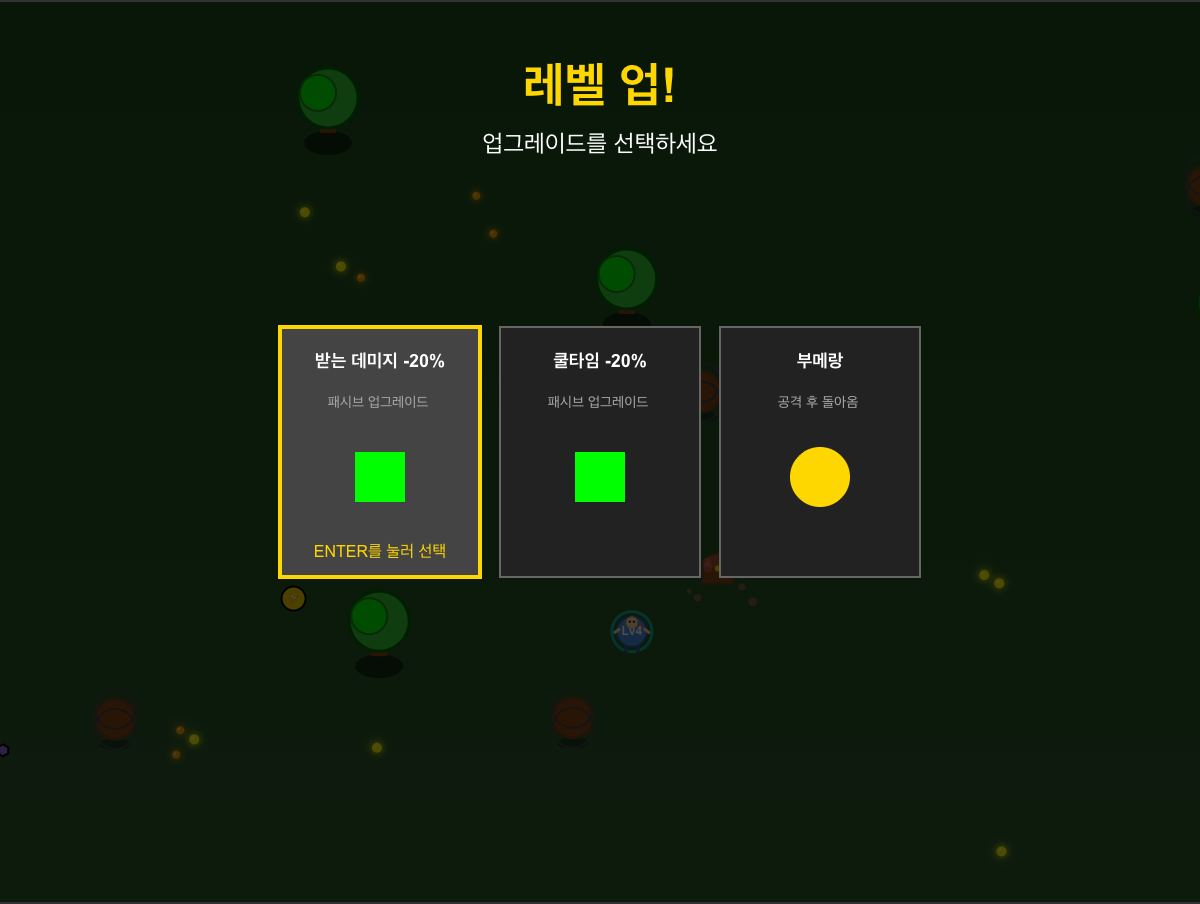 레벨 업!
업그레이드를 선택하세요
받는 데미지 -20%
패시브 업그레이드
ENTER를 눌러 선택
쿨타임 -20%
패시브 업그레이드
부메랑
공격 후 돌아옴
LV4